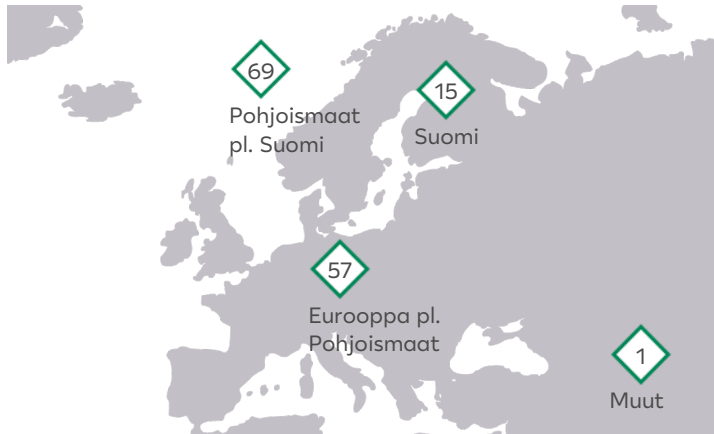 69
Pohjoismaat
pl. Suomi
15
Suomi
57
Eurooppa pl.
Pohjoismaat
1
Muut